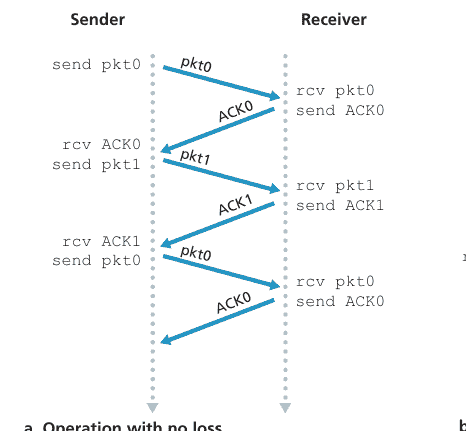 Sender
Receiver
send pkt0
pkt0
rcv pkt0
send ACK0
ACK0
rcv ACK0
send pkt1
pkt1
rcv pkt1
send ACK1
ACK1
rcv ACK1
send pkt0
pkt0
rcv pkt0
send ACK0
ACK0
a. Operation with no loss
b
r